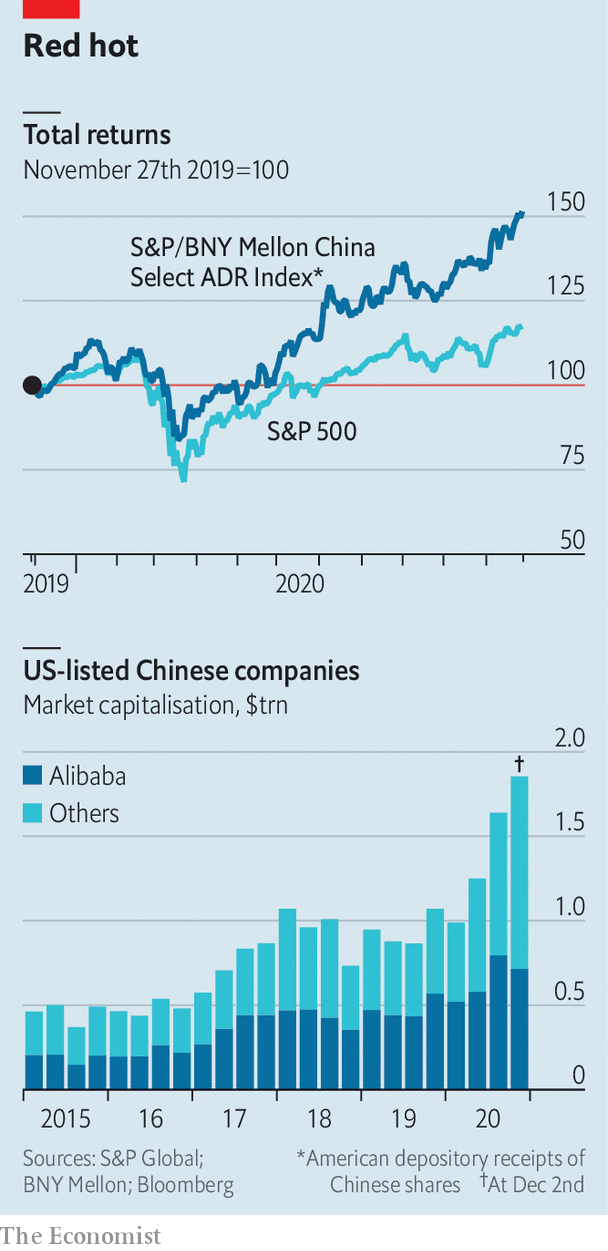 Red hot
Total returns
November 27th 2019=100
150
S&P/BNY Mellon China
Select ADR Index*
125
100
S&P 500
75
50
2019
2020
US-listed Chinese companies
Market capitalisation, $trn
2.0
†
Alibaba
Others
1.5
1.0
0.5
0
2015 16 17 18 19 20
Sources: S&P Global;
BNY Mellon; Bloomberg
*American depository receipts of
Chinese shares †At Dec 2nd
The Economist